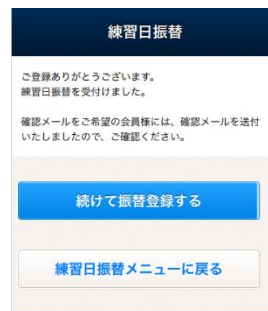 練習日振替
ご登録ありがとうございます。
練習日振替を受付けました。
確認メールをご希望の会員様には、確認メールを送付
いたしましたので、ご確認ください。
続けて振替登録する
練習日振替メニューに戻る